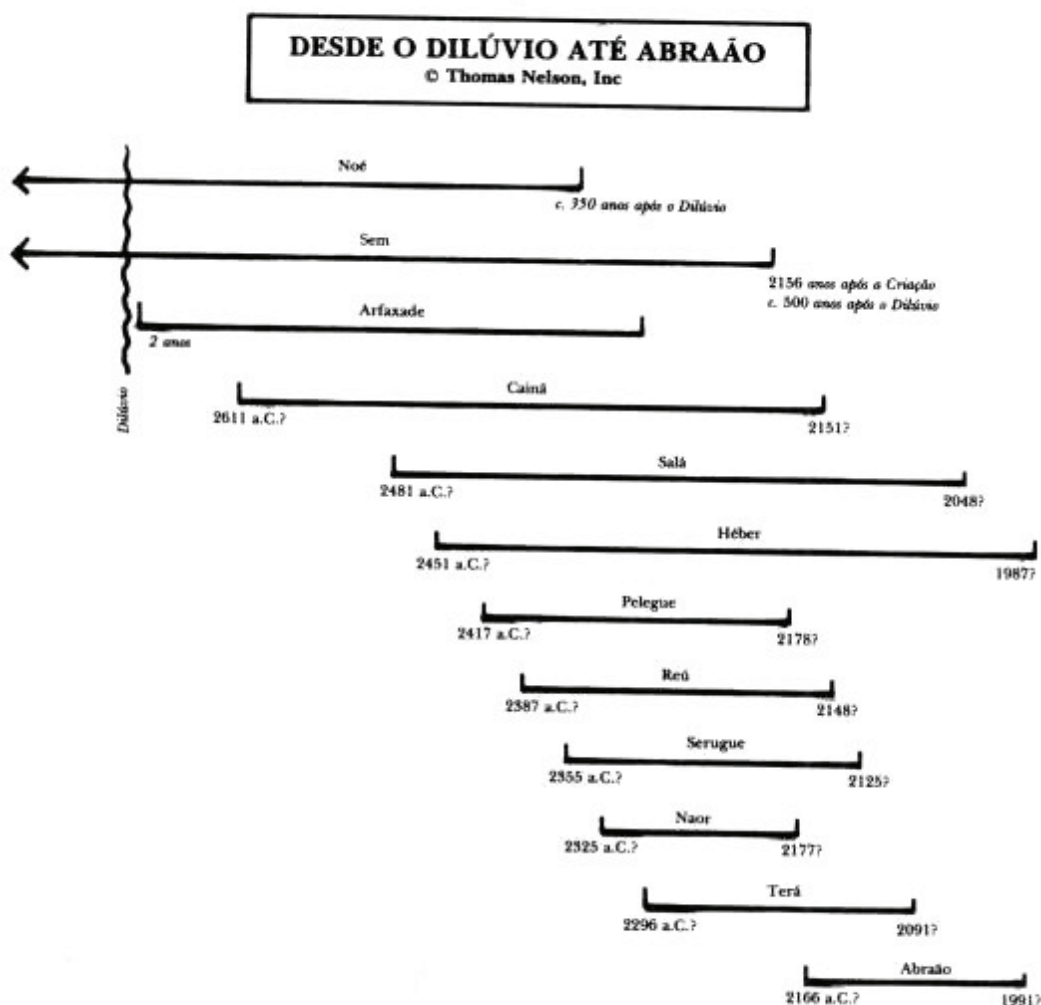 DESDE O DILÚVIO ATÉ ABRAÃO
© Thomas Nelson, Inc
Noé
c. 350 anos após o Dilúvio
Sem
2156 anos após a Criação
c. 500 anos após o Dilúvio
Arfaxade
2 anos
Dilúvio
Cainã
2611 a.C.?
2151?
Salá
2481 a.C.?
2048?
Héber
2451 a.C.?
1987?
Pelegue
2417 a.C.?
2178?
Reú
2387 a.C.?
2148?
Serugue
2355 a.C.?
2125?
Naor
2325 a.C.?
2177?
Terá
2296 a.C.?
2091?
Abraão
2166 a.C.?
1991?